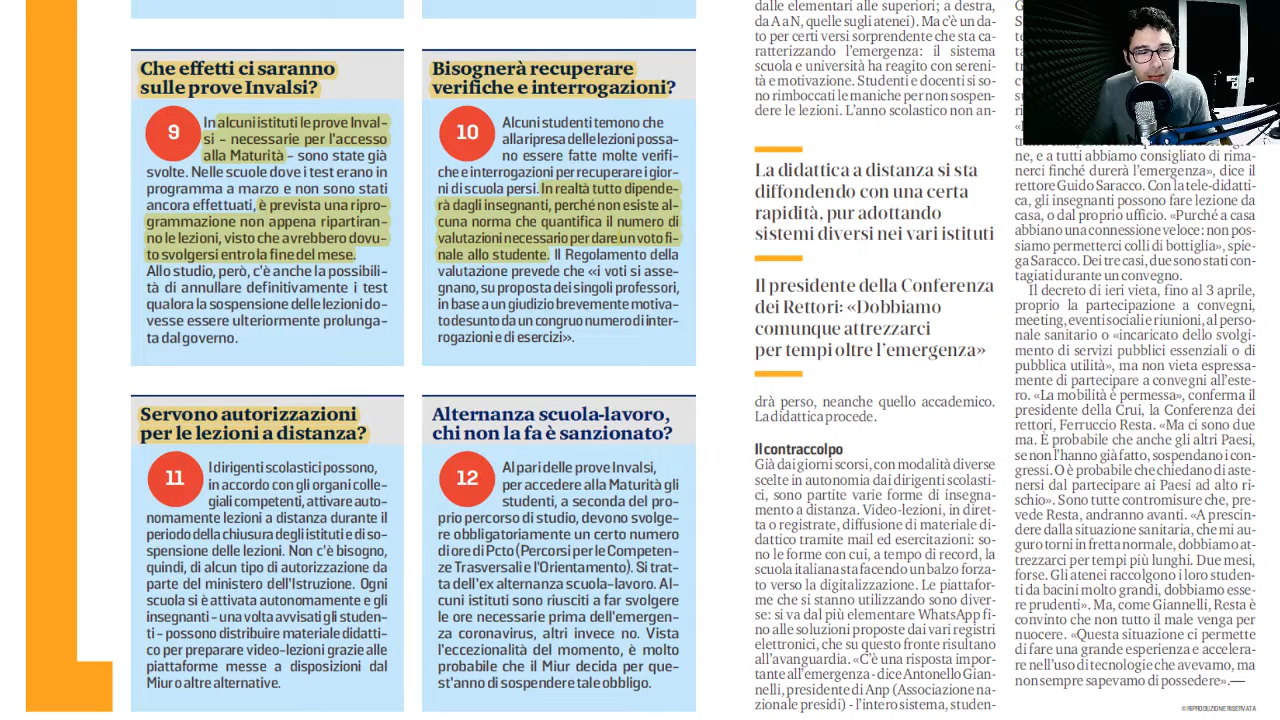 Che effetti ci saranno
sulle prove Invalsi?
9
In alcuni istituti le prove Inval-
si – necessarie per l'accesso
alla Maturità – sono state già
svolte. Nelle scuole dove i test erano in
programma a marzo e non sono stati
ancora effettuati, è prevista una ripro-
grammazione non appena ripartiran-
no le lezioni, visto che avrebbero dovu-
to svolgersi entro la fine del mese.
Allo studio, però, c'è anche la possibili-
tà di annullare definitivamente i test
qualora la sospensione delle lezioni do-
vesse essere ulteriormente prolunga-
ta dal governo.
Bisognerà recuperare
verifiche e interrogazioni?
10
Alcuni studenti temono che
alla ripresa delle lezioni possa-
no essere fatte molte verifi-
che e interrogazioni per recuperare i gior-
ni di scuola persi. In realtà tutto dipende-
rà dagli insegnanti, perché non esiste al-
cuna norma che quantifica il numero di
valutazioni necessario per dare un voto fi-
nale allo studente. Il Regolamento della
valutazione prevede che «i voti si asse-
gnano, su proposta dei singoli professori,
in base a un giudizio brevemente motiva-
to desunto da un congruo numero di inter-
rogazioni e di esercizi».
Servono autorizzazioni
per le lezioni a distanza?
11
I dirigenti scolastici possono,
in accordo con gli organi colle-
giali competenti, attivare auto-
nomamente lezioni a distanza durante il
periodo della chiusura degli istituti e di so-
spensione delle lezioni. Non c'è bisogno,
quindi, di alcun tipo di autorizzazione da
parte del ministero dell'Istruzione. Ogni
scuola si è attivata autonomamente e gli
insegnanti – una volta avvisati gli studen-
ti – possono distribuire materiale didatti-
co per preparare video-lezioni grazie alle
piattaforme messe a disposizioni dal
Miur o altre alternative.
Alternanza scuola-lavoro,
chi non la fa è sanzionato?
12
Al pari delle prove Invalsi,
per accedere alla Maturità gli
studenti, a seconda del pro-
prio percorso di studio, devono svolge-
re obbligatoriamente un certo numero
di ore di Pcto (Percorsi per le Competen-
ze Trasversali e l'Orientamento). Si trat-
ta dell'ex alternanza scuola-lavoro. Al-
cuni istituti sono riusciti a far svolgere
le ore necessarie prima dell'emergen-
za coronavirus, altri invece no. Vista
l'eccezionalità del momento, è molto
probabile che il Miur decida per que-
st'anno di sospendere tale obbligo.
dalle elementari alle superiori; a destra,
da A a N, quelle sugli atenei). Ma c'è un da-
to per certi versi sorprendente che sta ca-
ratterizzando l'emergenza: il sistema
scuola e università ha reagito con sereni-
tà e motivazione. Studenti e docenti si so-
no rimboccati le maniche per non sospen-
dere le lezioni. L'anno scolastico non an-
La didattica a distanza si sta
diffondendo con una certa
rapidità, pur adottando
sistemi diversi nei vari istituti
Il presidente della Conferenza
dei Rettori: «Dobbiamo
comunque attrezzarci
per tempi oltre l'emergenza»
drà perso, neanche quello accademico.
La didattica procede.
Il contraccolpo
Già dai giorni scorsi, con modalità diverse
scelte in autonomia dai dirigenti scolasti-
ci, sono partite varie forme di insegna-
mento a distanza. Video-lezioni, in diret-
ta o registrate, diffusione di materiale di-
dattico tramite mail ed esercitazioni: so-
no le forme con cui, a tempo di record, la
scuola italiana sta facendo un balzo forza-
to verso la digitalizzazione. Le piattafor-
me che si stanno utilizzando sono diver-
se: si va dal più elementare WhatsApp fi-
no alle soluzioni proposte dai vari registri
elettronici, che su questo fronte risultano
all'avanguardia. «C'è una risposta impor-
tante all'emergenza - dice Antonello Gian-
nelli, presidente di Anp (Associazione na-
zionale presidi) - l'intero sistema, studen-
ne, e a tutti abbiamo consigliato di rima-
nerci finché durerà l'emergenza», dice il
rettore Guido Saracco. Con la tele-didatti-
ca, gli insegnanti possono fare lezione da
casa, o dal proprio ufficio. «Purché a casa
abbiano una connessione veloce: non pos-
siamo permetterci colli di bottiglia», spie-
ga Saracco. Dei tre casi, due sono stati con-
tagiati durante un convegno.
Il decreto di ieri vieta, fino al 3 aprile,
proprio la partecipazione a convegni,
meeting, eventi sociali e riunioni, al perso-
nale sanitario o «incaricato dello svolgi-
mento di servizi pubblici essenziali o di
pubblica utilità», ma non vieta espressa-
mente di partecipare a convegni all'este-
ro. «La mobilità è permessa», conferma il
presidente della Crui, la Conferenza dei
rettori, Ferruccio Resta. «Ma ci sono due
ma. È probabile che anche gli altri Paesi,
se non l'hanno già fatto, sospendano i con-
gressi. O è probabile che chiedano di aste-
nersi dal partecipare ai Paesi ad alto ri-
schio». Sono tutte contromisure che, pre-
vede Resta, andranno avanti. «A prescin-
dere dalla situazione sanitaria, che mi au-
guro torni in fretta normale, dobbiamo at-
trezzarci per tempi più lunghi. Due mesi,
forse. Gli atenei raccolgono i loro studen-
ti da bacini molto grandi, dobbiamo esse-
re prudenti». Ma, come Giannelli, Resta è
convinto che non tutto il male venga per
nuocere. «Questa situazione ci permette
di fare una grande esperienza e accelera-
re nell'uso di tecnologie che avevamo, ma
non sempre sapevamo di possedere».—
© RIPRODUZIONE RISERVATA